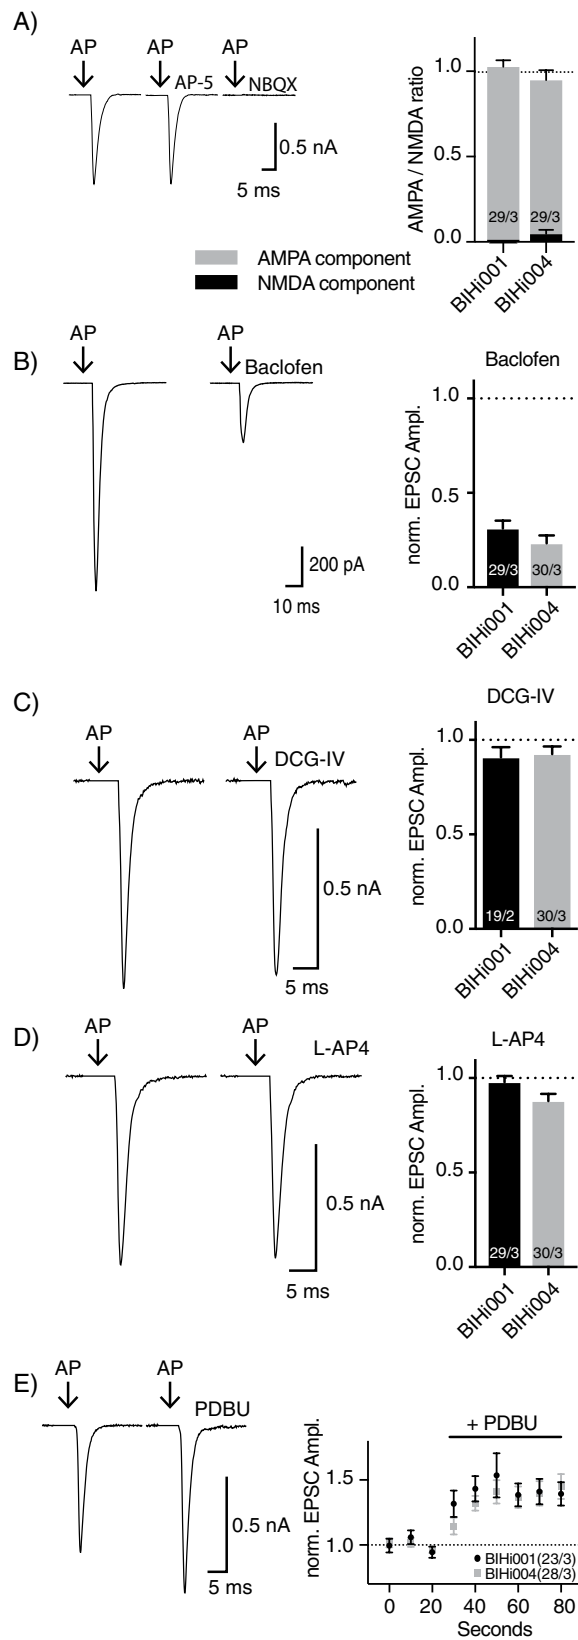 A)
AP AP AP
AP-5 NBQX
0.5 nA
5 ms
AMPA / NMDA ratio
1.0
0.5
0.0
29/3 29/3
BIHi001 BIHi004
AMPA component
NMDA component
B)
AP AP
Baclofen
200 pA
10 ms
Baclofen
norm. EPSC Ampl.
1.0
0.5
0.0
29/3 30/3
BIHi001 BIHi004
C)
AP AP
DCG-IV
0.5 nA
5 ms
DCG-IV
norm. EPSC Ampl.
1.0
0.5
0.0
19/2 30/3
BIHi001 BIHi004
D)
AP AP
L-AP4
0.5 nA
5 ms
L-AP4
norm. EPSC Ampl.
1.0
0.5
0.0
29/3 30/3
BIHi001 BIHi004
E)
AP AP
PDBU
0.5 nA
5 ms
+ PDBU
norm. EPSC Ampl.
1.5
1.0
BIHi001(23/3)
BIHi004(28/3)
0 20 40 60 80
Seconds